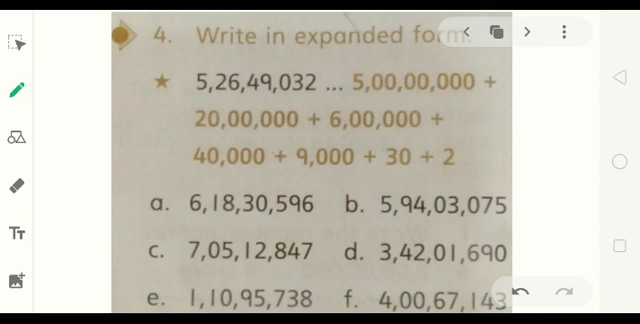 4. Write in expanded form.
★ 5,26,49,032 ... 5,00,00,000 +
20,00,000 + 6,00,000 +
40,000 + 9,000 + 30 + 2
a. 6,18,30,596 b. 5,94,03,075
c. 7,05,12,847 d. 3,42,01,690
e. 1,10,95,738 f. 4,00,67,143
Tт